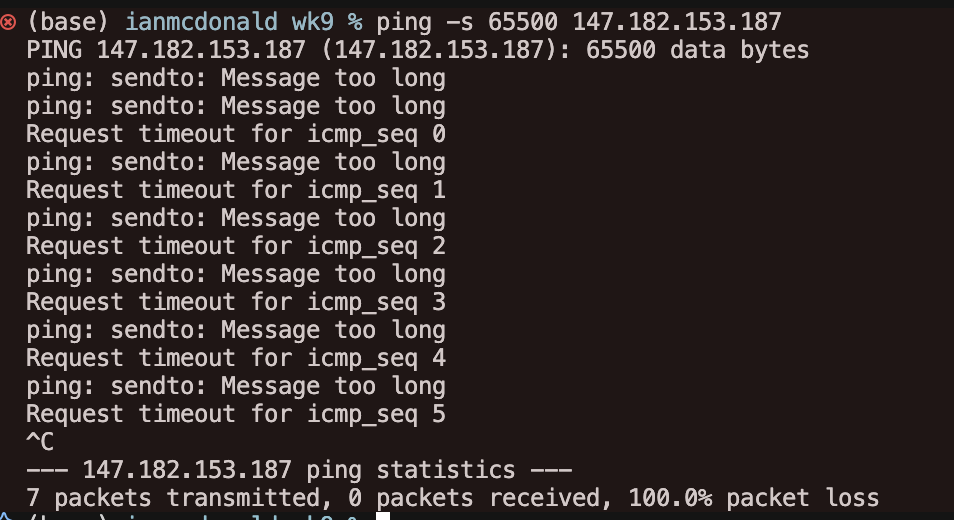 (base) ianmcdonald wk9 % ping -s 65500 147.182.153.187
PING 147.182.153.187 (147.182.153.187): 65500 data bytes
ping: sendto: Message too long
ping: sendto: Message too long
Request timeout for icmp_seq 0
ping: sendto: Message too long
Request timeout for icmp_seq 1
ping: sendto: Message too long
Request timeout for icmp_seq 2
ping: sendto: Message too long
Request timeout for icmp_seq 3
ping: sendto: Message too long
Request timeout for icmp_seq 4
ping: sendto: Message too long
Request timeout for icmp_seq 5
^C
--- 147.182.153.187 ping statistics ---
7 packets transmitted, 0 packets received, 100.0% packet loss
(base) ianmcdonald wk9 %